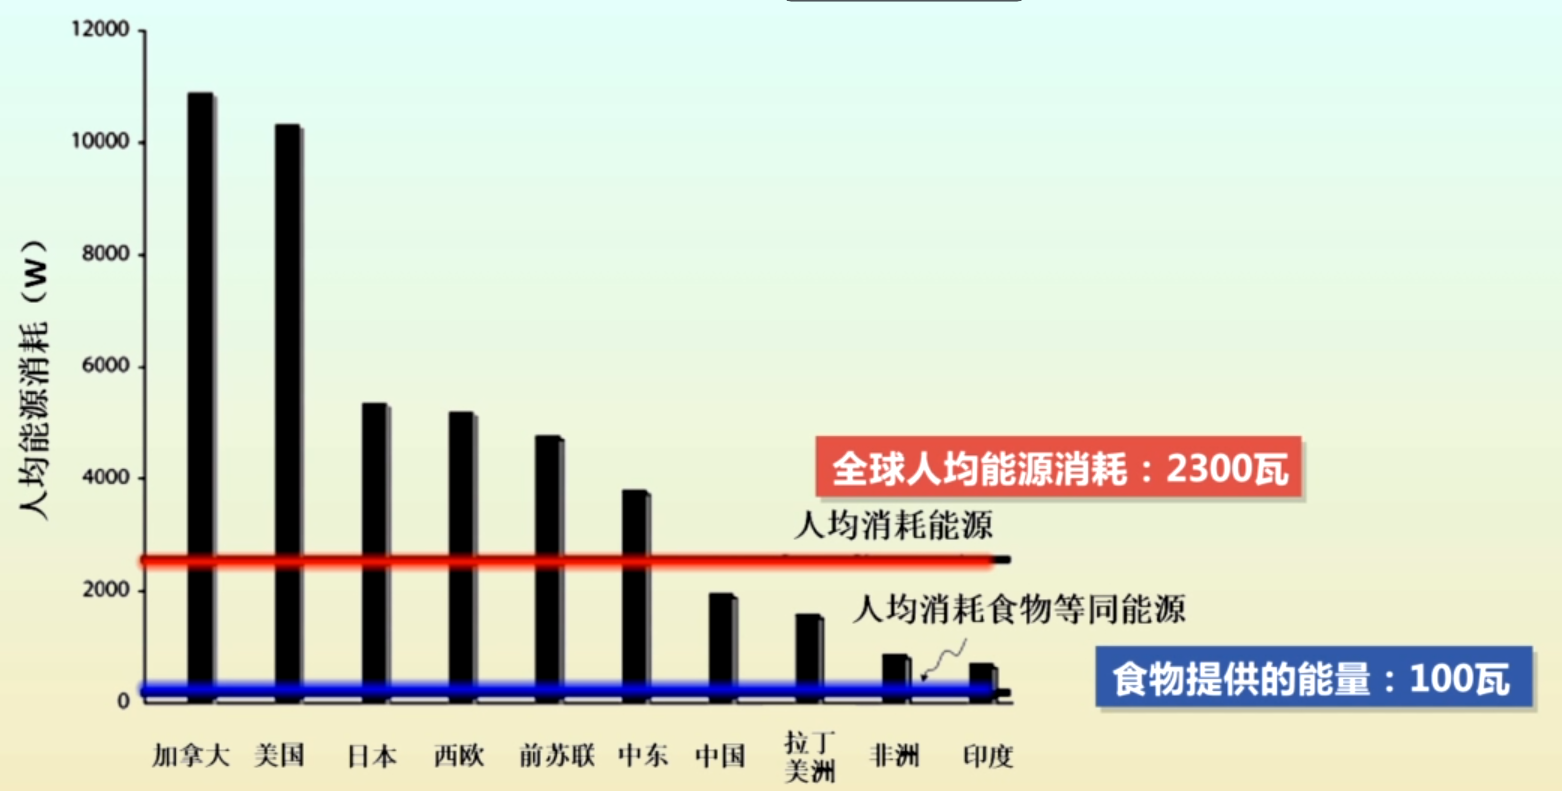 12000
10000
8000
6000
4000
2000
0
人均能源消耗（W）
全球人均能源消耗：2300瓦
人均消耗能源
人均消耗食物等同能源
食物提供的能量：100瓦
加拿大
美国
日本
西欧
前苏联
中东
中国
拉丁
美洲
非洲
印度